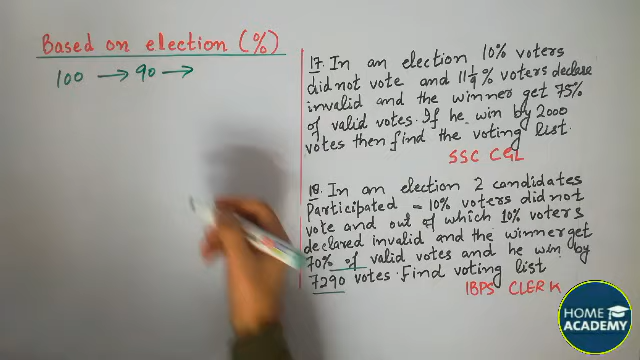 Based on election (%)
100 → 90 →
17. In an election 10% voters
did not vote and 11 1/9 % voters declare
invalid and the winner get 75%
of valid votes. If he win by 2000
votes then find the voting list.
SSC CGL
18. In an election 2 candidates
Participated - 10% voters did not
vote and out of which 10% voters
declared invalid and the winner get
70% of valid votes and he win by
7290 votes. Find voting list.
IBPS CLERK
HOME
ACADEMY